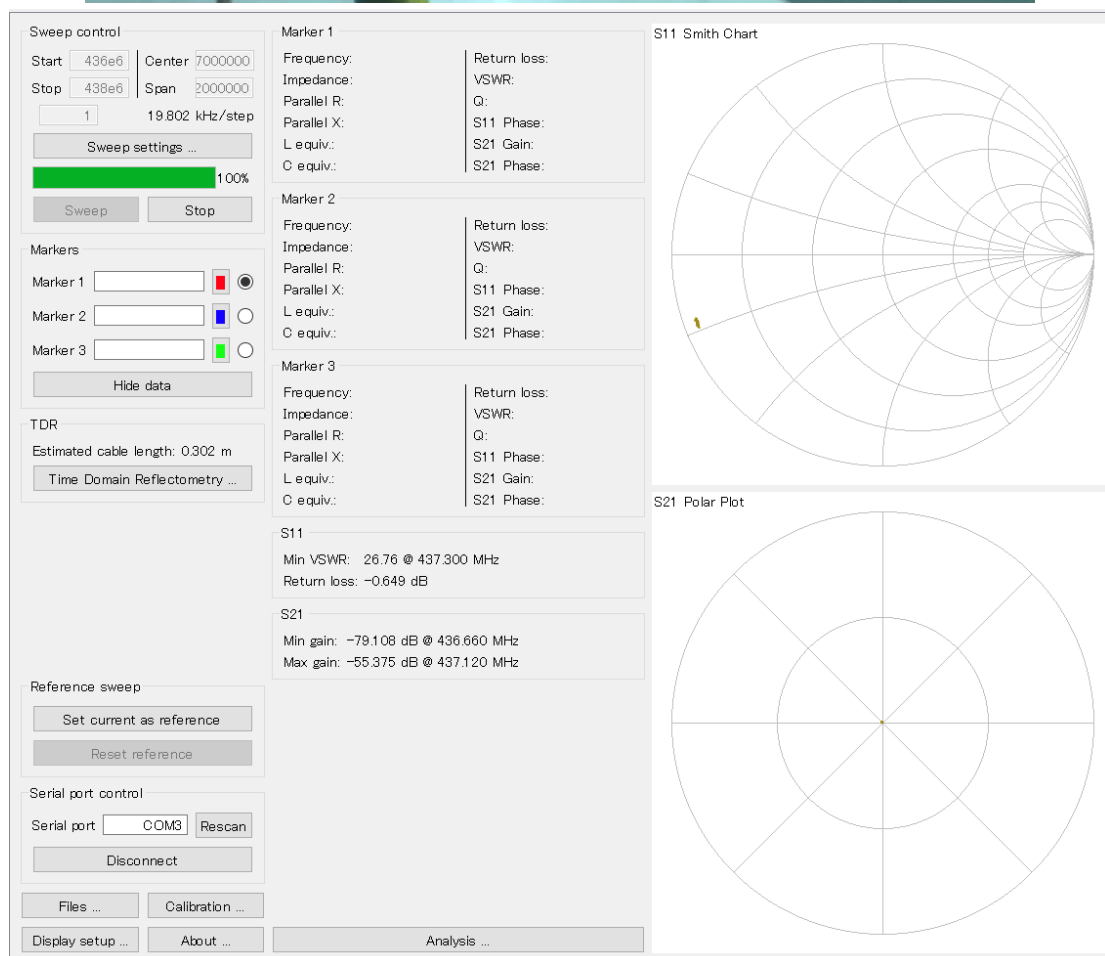 Sweep control
Start 436e6 Center 7000000
Stop 438e6 Span 2000000
1 19.802 kHz/step
Sweep settings ...
100%
Sweep Stop
Markers
Marker 1
Marker 2
Marker 3
Hide data
TDR
Estimated cable length: 0.302 m
Time Domain Reflectometry ...
Reference sweep
Set current as reference
Reset reference
Serial port control
Serial port COM3 Rescan
Disconnect
Files ... Calibration ...
Display setup ... About ...
Marker 1
Frequency: Return loss:
Impedance: VSWR:
Parallel R: Q:
Parallel X: S11 Phase:
L equiv.: S21 Gain:
C equiv.: S21 Phase:
Marker 2
Frequency: Return loss:
Impedance: VSWR:
Parallel R: Q:
Parallel X: S11 Phase:
L equiv.: S21 Gain:
C equiv.: S21 Phase:
Marker 3
Frequency: Return loss:
Impedance: VSWR:
Parallel R: Q:
Parallel X: S11 Phase:
L equiv.: S21 Gain:
C equiv.: S21 Phase:
S11
Min VSWR: 26.76 @ 437.300 MHz
Return loss: -0.649 dB
S21
Min gain: -79.108 dB @ 436.660 MHz
Max gain: -55.375 dB @ 437.120 MHz
Analysis ...
S11 Smith Chart
S21 Polar Plot